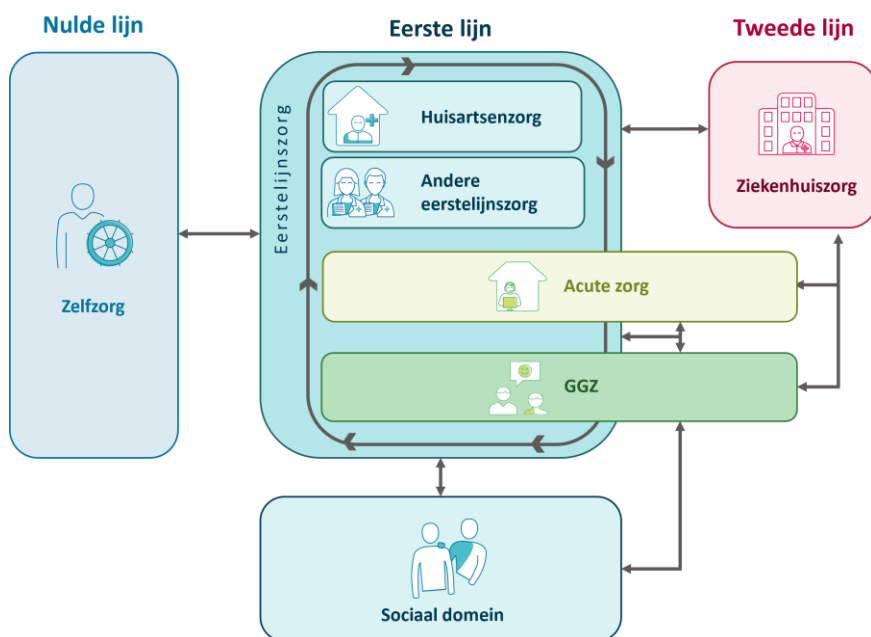 Nulde lijn
Eerste lijn
Tweede lijn
Eerstelijnszorg
Huisartsenzorg
Andere
eerstelijnszorg
Ziekenhuiszorg
Zelfzorg
Acute zorg
GGZ
Sociaal domein